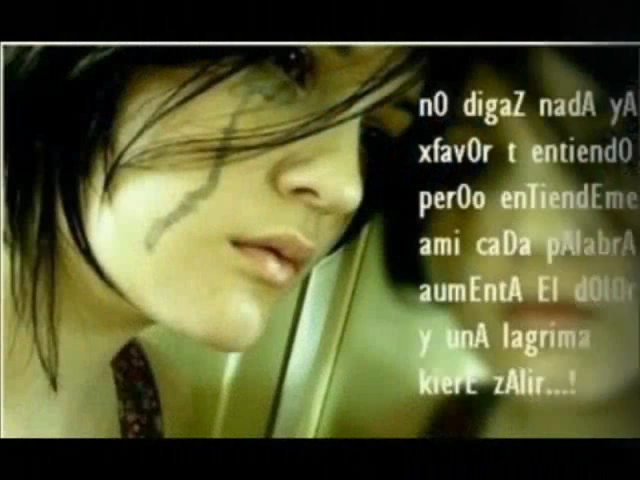 nO digaZ nadA yA
xfavOr t entiendO
perOo enTiendEme
ami caDa pAlabrA
aumEntA El dOlOr
y unA lagrima
kierE zAlir...!